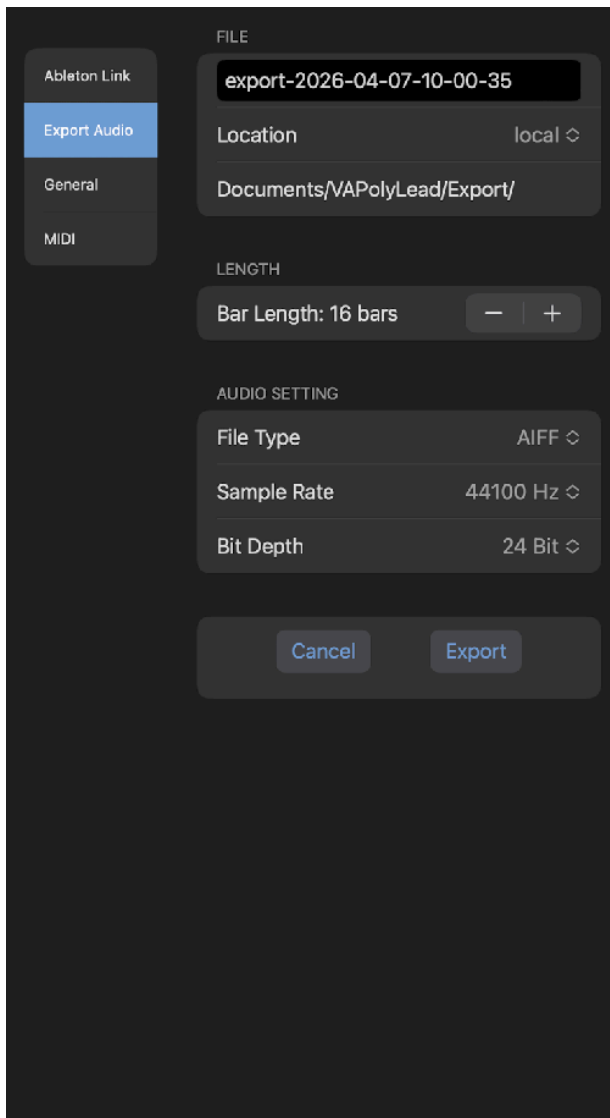 Ableton Link
Export Audio
General
MIDI
FILE
export-2026-04-07-10-00-35
Location local
Documents/VAPolyLead/Export/
LENGTH
Bar Length: 16 bars − +
AUDIO SETTING
File Type AIFF
Sample Rate 44100 Hz
Bit Depth 24 Bit
Cancel Export